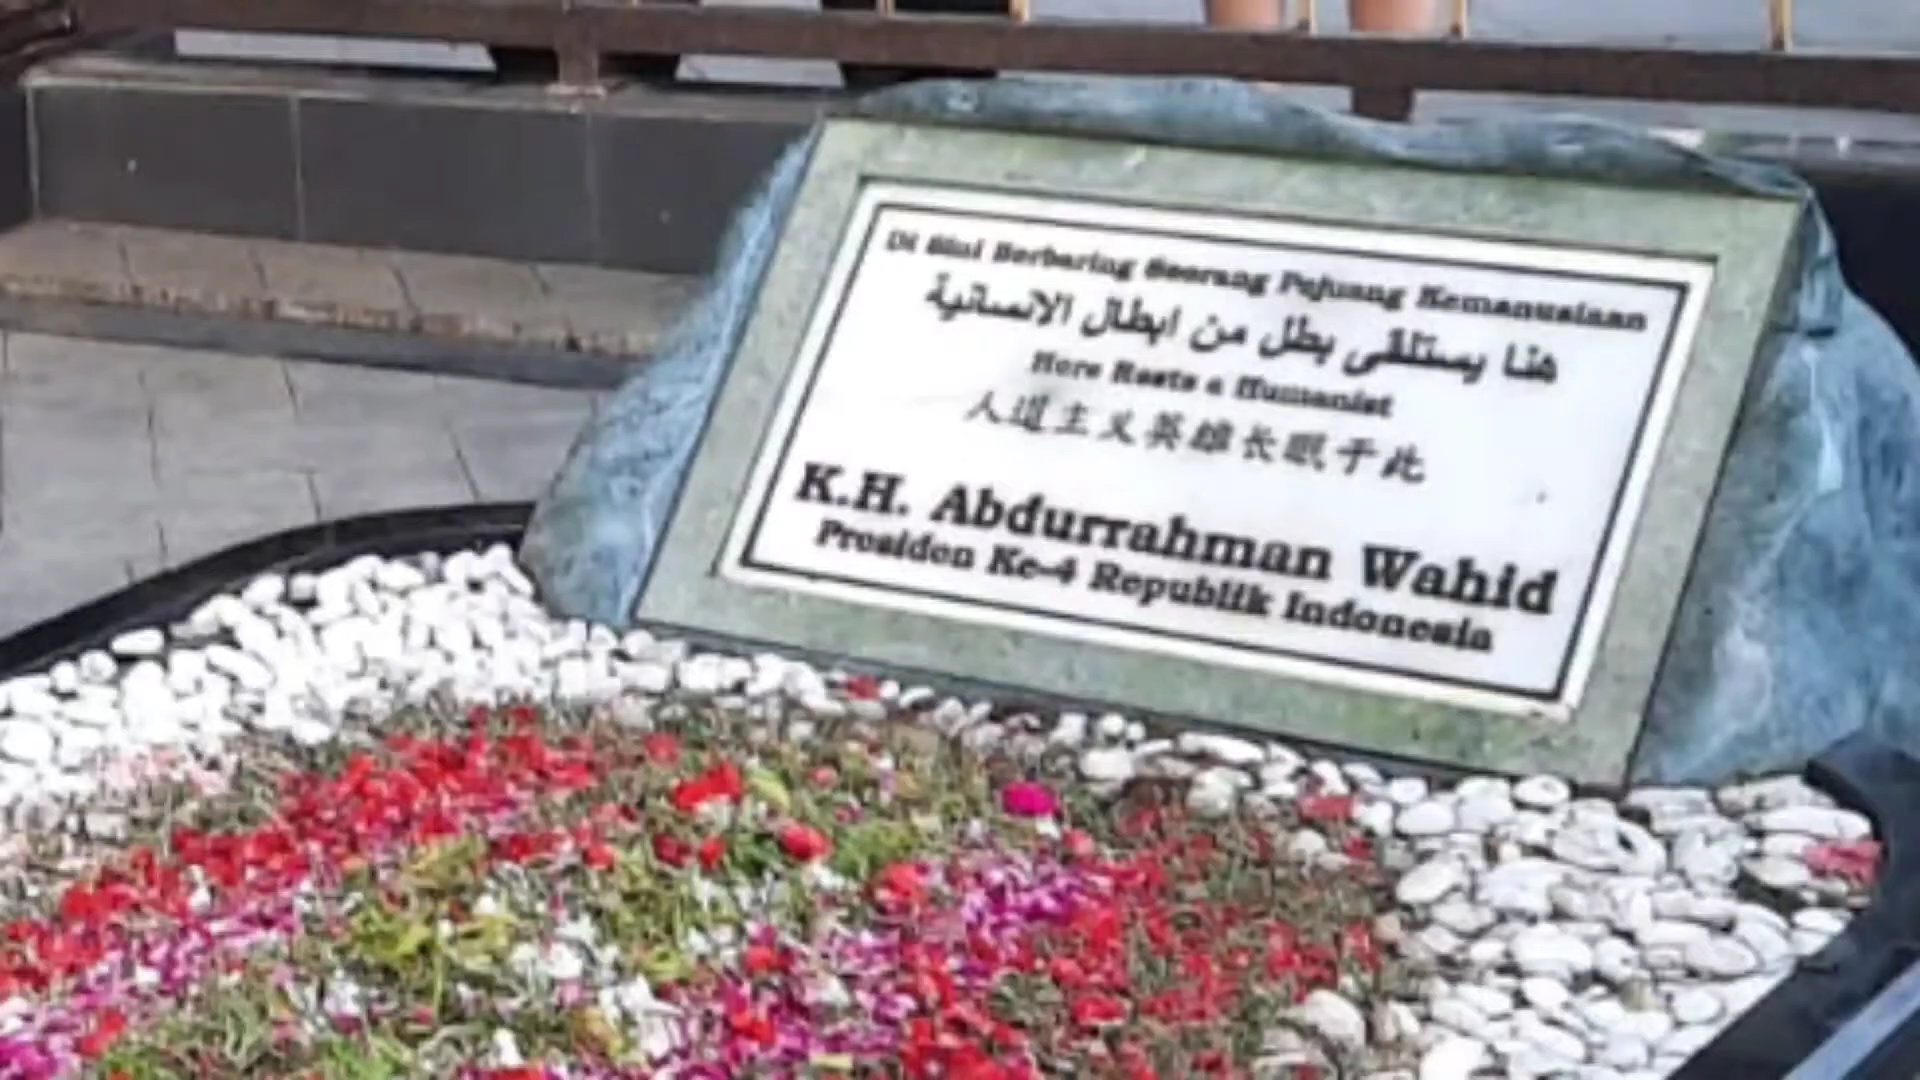 Di Sini Berbaring Seorang Pejuang Kemanusiaan
هنا يستلقى بطل من ابطال الانسانية
Here Rests a Humanist
人道主义英雄长眠于此
K.H. Abdurrahman Wahid
Presiden Ke-4 Republik Indonesia